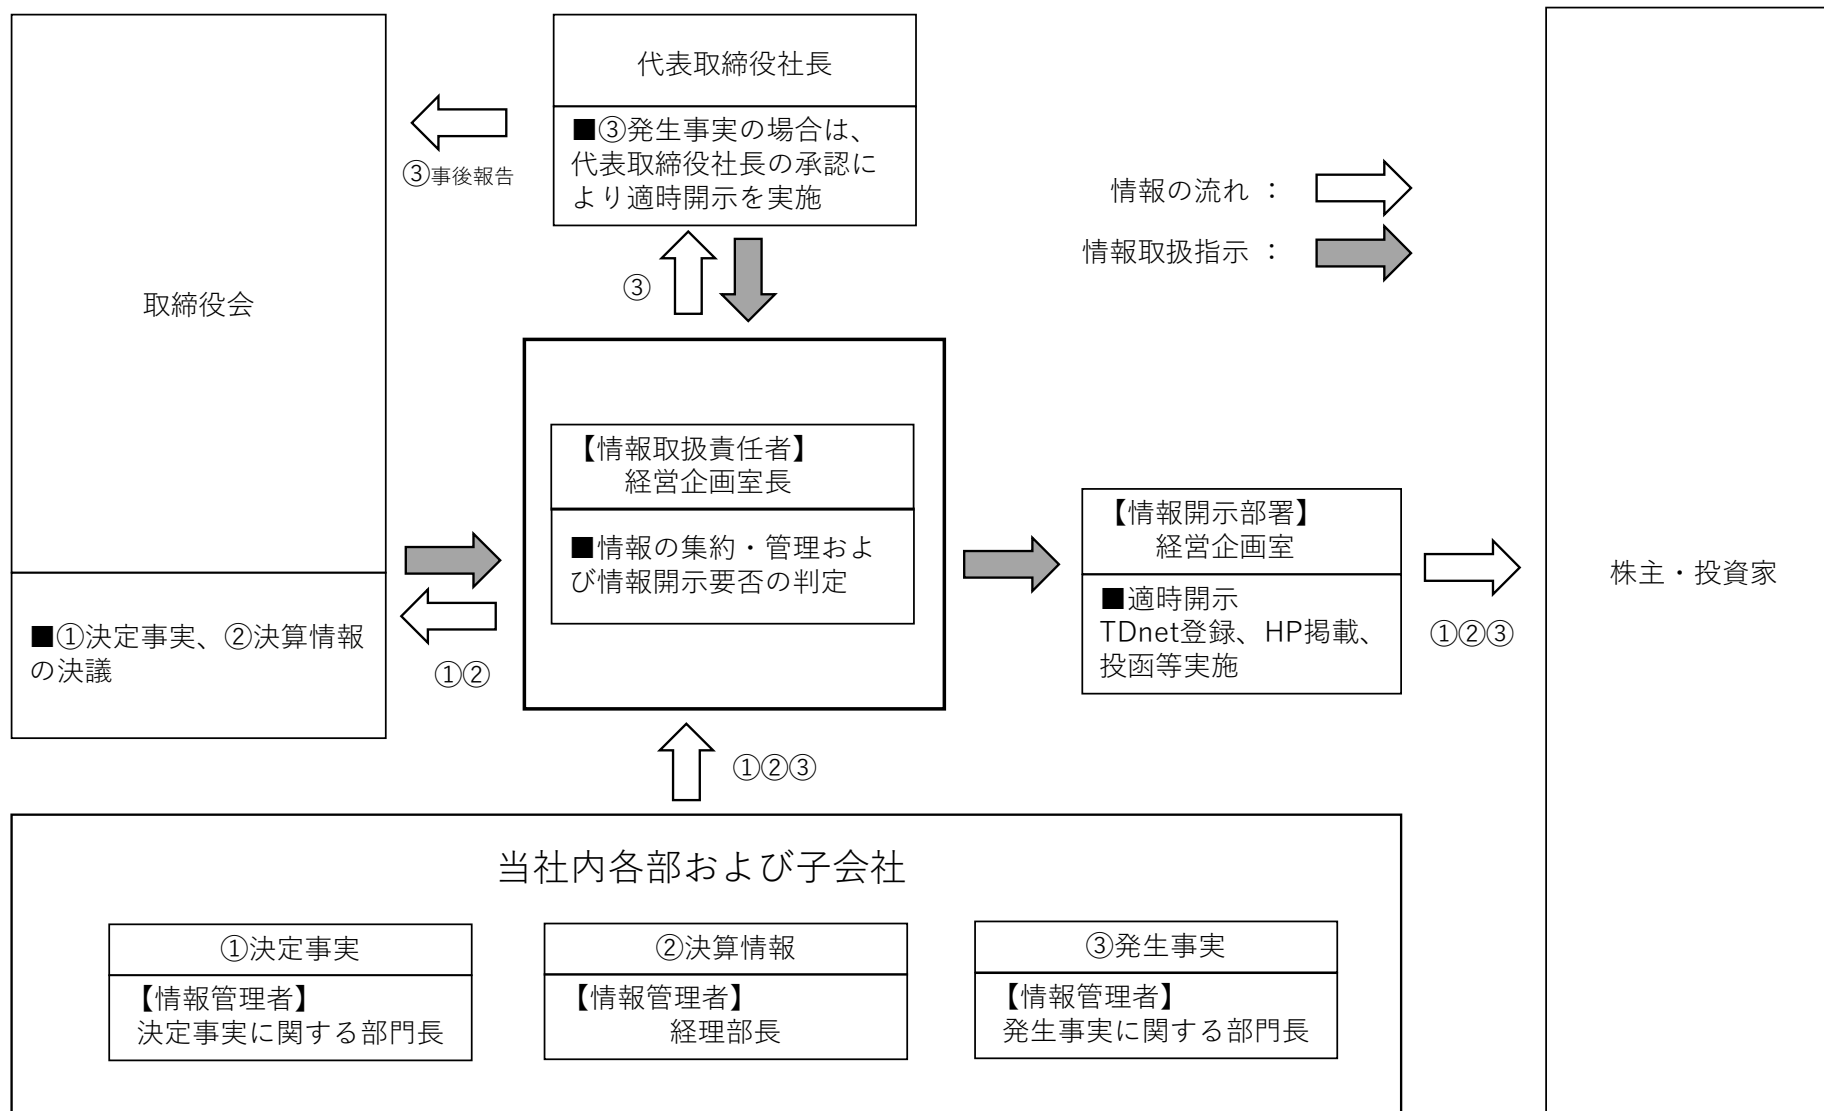 代表取締役社長
■③発生事実の場合は、
代表取締役社長の承認に
より適時開示を実施
③事後報告
情報の流れ ：
情報取扱指示 ：
③
取締役会
【情報取扱責任者】
経営企画室長
■情報の集約・管理およ
び情報開示要否の判定
【情報開示部署】
経営企画室
■適時開示
TDnet登録、HP掲載、
投函等実施
株主・投資家
■①決定事実、②決算情報
の決議
①②
①②③
①②③
当社内各部および子会社
①決定事実
【情報管理者】
決定事実に関する部門長
②決算情報
【情報管理者】
経理部長
③発生事実
【情報管理者】
発生事実に関する部門長